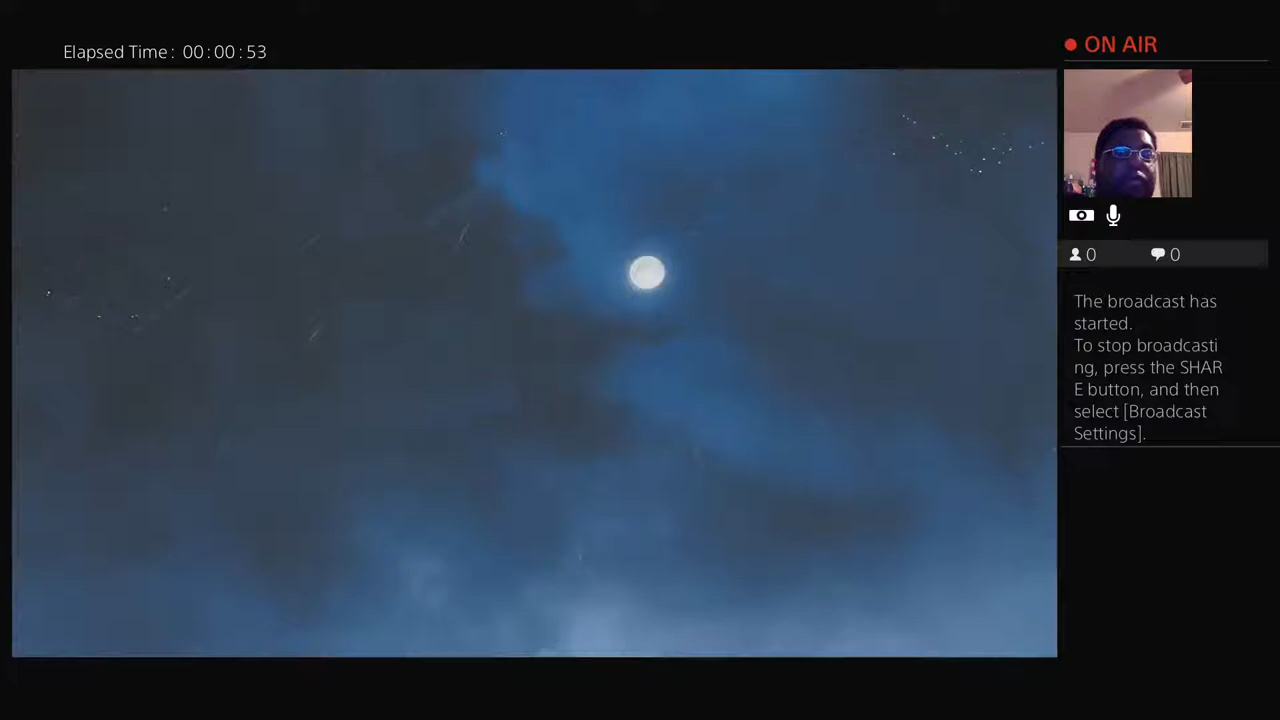 Elapsed Time: 00:00:53
ON AIR
0 0
The broadcast has
started.
To stop broadcasti
ng, press the SHAR
E button, and then
select [Broadcast
Settings].